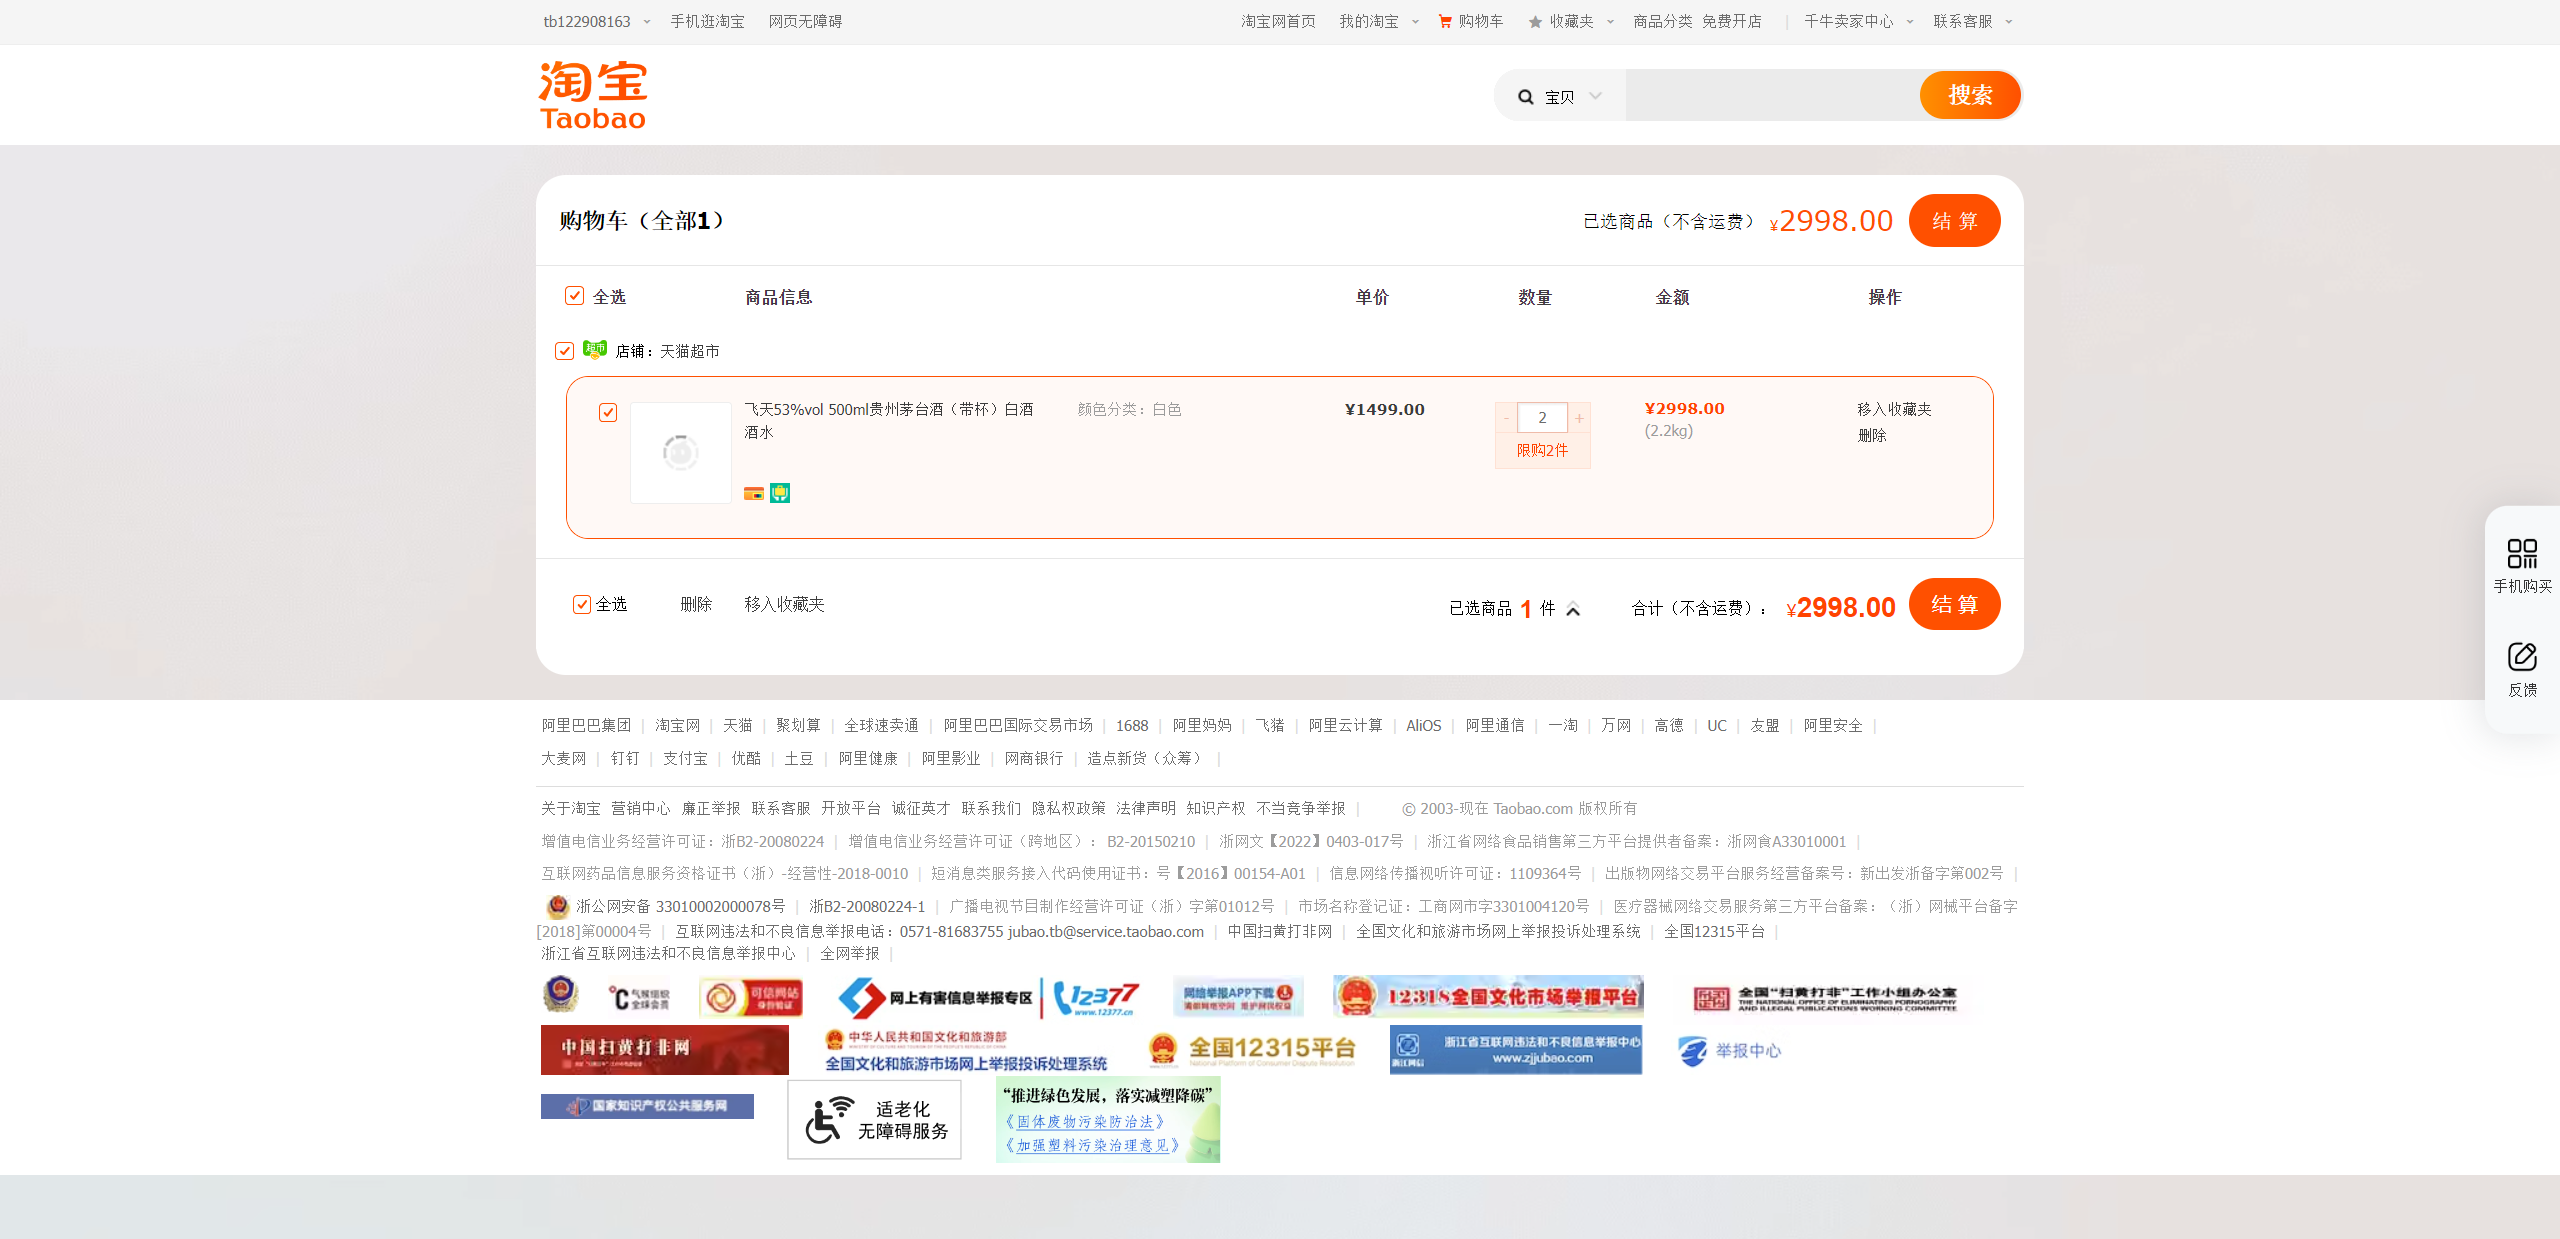 tb122908163 手机逛淘宝 网页无障碍 淘宝网首页 我的淘宝 购物车 收藏夹 商品分类 免费开店 | 千牛卖家中心 联系客服
淘宝
Taobao
宝贝 搜索
购物车（全部1） 已选商品（不含运费） ¥2998.00 结 算
全选 商品信息 单价 数量 金额 操作
超市 店铺：天猫超市
飞天53%vol 500ml贵州茅台酒（带杯）白酒 颜色分类：白色 ¥1499.00 - 2 + ¥2998.00 移入收藏夹
酒水 (2.2kg) 删除
限购2件
全选 删除 移入收藏夹 已选商品 1 件 合计（不含运费）： ¥2998.00 结 算
手机购买
反馈
阿里巴巴集团 | 淘宝网 | 天猫 | 聚划算 | 全球速卖通 | 阿里巴巴国际交易市场 | 1688 | 阿里妈妈 | 飞猪 | 阿里云计算 | AliOS | 阿里通信 | 一淘 | 万网 | 高德 | UC | 友盟 | 阿里安全 |
大麦网 | 钉钉 | 支付宝 | 优酷 | 土豆 | 阿里健康 | 阿里影业 | 网商银行 | 造点新货（众筹） |
关于淘宝 营销中心 廉正举报 联系客服 开放平台 诚征英才 联系我们 隐私权政策 法律声明 知识产权 不当竞争举报 | © 2003-现在 Taobao.com 版权所有
增值电信业务经营许可证：浙B2-20080224 | 增值电信业务经营许可证（跨地区）： B2-20150210 | 浙网文【2022】0403-017号 | 浙江省网络食品销售第三方平台提供者备案：浙网食A33010001 |
互联网药品信息服务资格证书（浙）-经营性-2018-0010 | 短消息类服务接入代码使用证书：号【2016】00154-A01 | 信息网络传播视听许可证：1109364号 | 出版物网络交易平台服务经营备案号：新出发浙备字第002号 |
浙公网安备 33010002000078号 | 浙B2-20080224-1 | 广播电视节目制作经营许可证（浙）字第01012号 | 市场名称登记证：工商网市字3301004120号 | 医疗器械网络交易服务第三方平台备案：（浙）网械平台备字
[2018]第00004号 | 互联网违法和不良信息举报电话：0571-81683755 jubao.tb@service.taobao.com | 中国扫黄打非网 | 全国文化和旅游市场网上举报投诉处理系统 | 全国12315平台 |
浙江省互联网违法和不良信息举报中心 | 全网举报 |
℃ 气候组织 全球会员 可信网站 身份验证 网上有害信息举报专区 12377 www.12377.cn 网络举报APP下载 清朗网络空间 维护网民权益 12318全国文化市场举报平台 全国“扫黄打非”工作小组办公室
THE NATIONAL OFFICE OF ELIMINATING PORNOGRAPHY
AND ILLEGAL PUBLICATIONS WORKING COMMITTEE
中国扫黄打非网 中华人民共和国文化和旅游部
全国文化和旅游市场网上举报投诉处理系统 全国12315平台 浙江省互联网违法和不良信息举报中心
www.zjjubao.com 举报中心
National Platform of Consumer Dispute Resolution
国家知识产权公共服务网
适老化
无障碍服务
“推进绿色发展，落实减塑降碳”
《固体废物污染防治法》
《加强塑料污染治理意见》